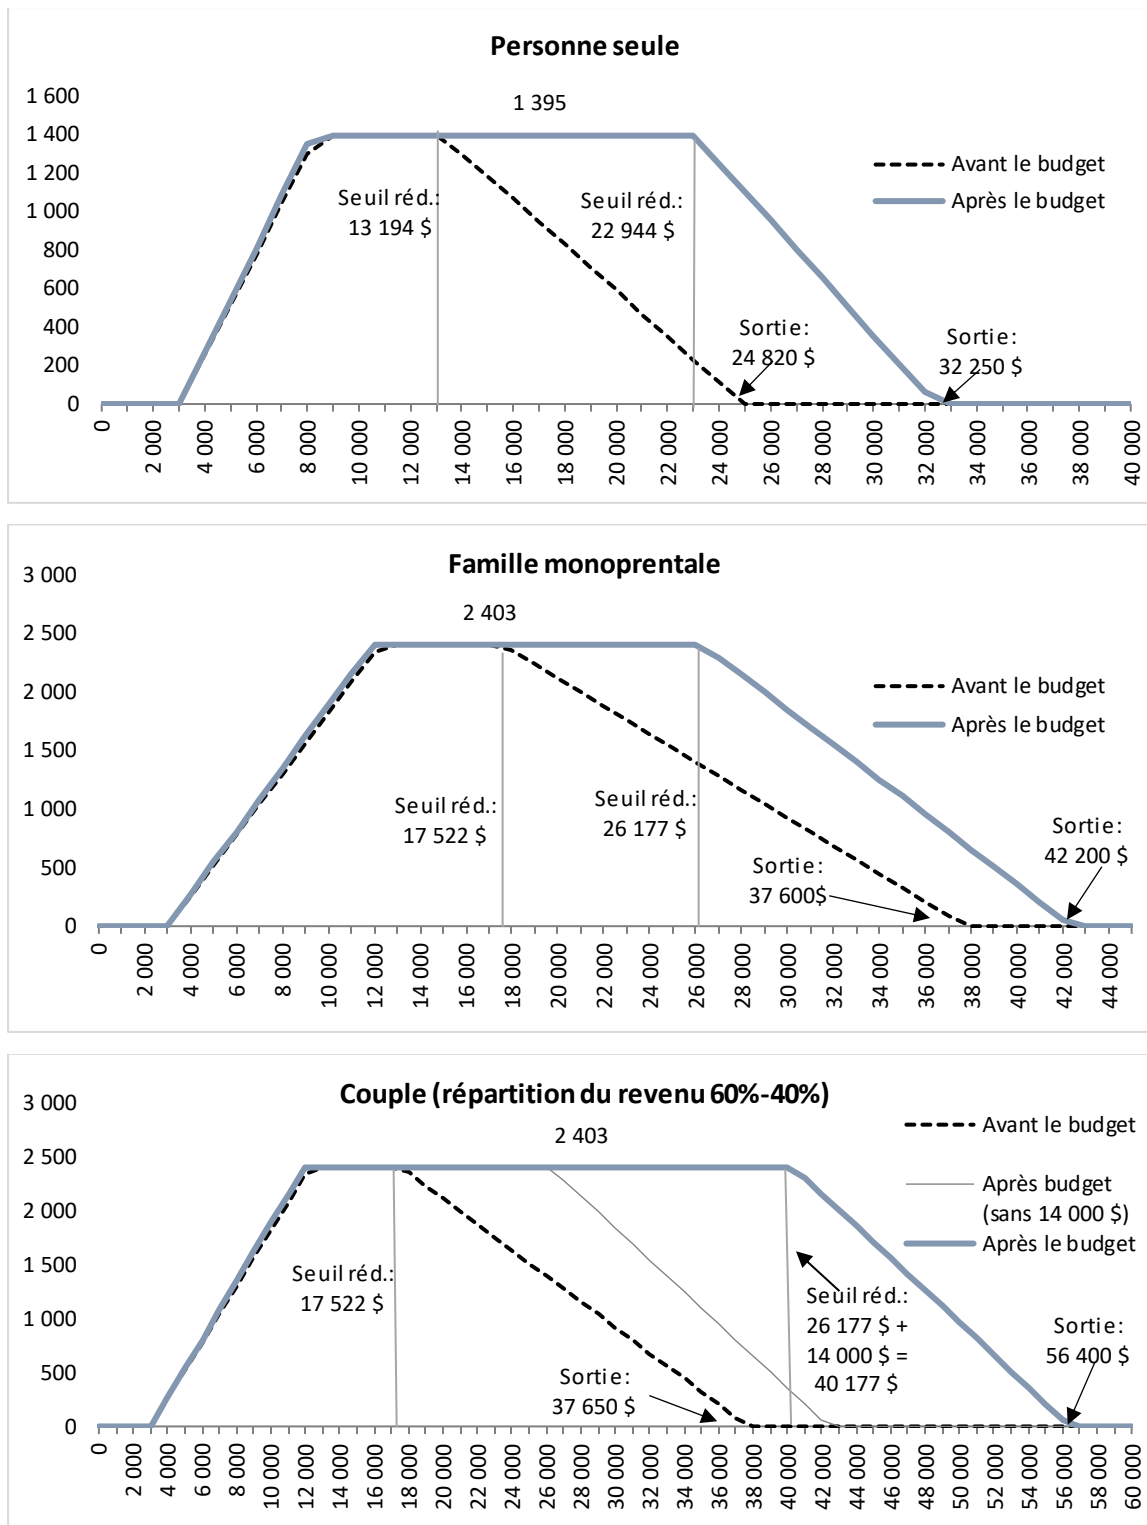 Personne seule
1 395
1 600
1 400
1 200
1 000
800
600
400
200
0
Seuil réd.:
13 194 $
Seuil réd.:
22 944 $
Avant le budget
Après le budget
Sortie:
24 820 $
Sortie:
32 250 $
0
2 000
4 000
6 000
8 000
10 000
12 000
14 000
16 000
18 000
20 000
22 000
24 000
26 000
28 000
30 000
32 000
34 000
36 000
38 000
40 000
Famille monoprentale
2 403
3 000
2 500
2 000
1 500
1 000
500
0
Avant le budget
Après le budget
Seuil réd.:
17 522 $
Seuil réd.:
26 177 $
Sortie:
37 600$
Sortie:
42 200 $
0
2 000
4 000
6 000
8 000
10 000
12 000
14 000
16 000
18 000
20 000
22 000
24 000
26 000
28 000
30 000
32 000
34 000
36 000
38 000
40 000
42 000
44 000
Couple (répartition du revenu 60%-40%)
2 403
3 000
2 500
2 000
1 500
1 000
500
0
Avant le budget
Après budget
(sans 14 000 $)
Après le budget
Seuil réd.:
17 522 $
Seuil réd.:
26 177 $ +
14 000 $ =
40 177 $
Sortie:
37 650 $
Sortie:
56 400 $
0
2 000
4 000
6 000
8 000
10 000
12 000
14 000
16 000
18 000
20 000
22 000
24 000
26 000
28 000
30 000
32 000
34 000
36 000
38 000
40 000
42 000
44 000
46 000
48 000
50 000
52 000
54 000
56 000
58 000
60 000